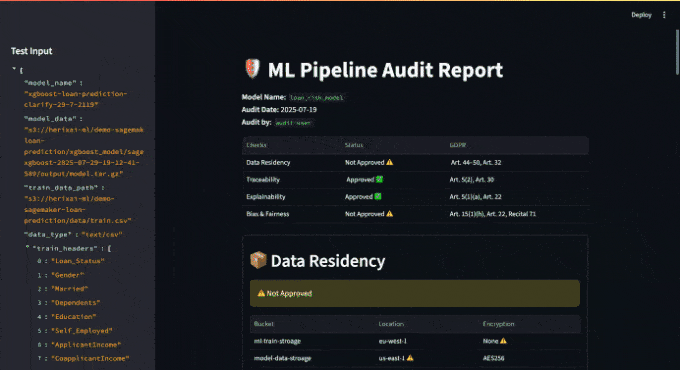 Deploy
Test Input
{
"model_name" :
"xgboost-loan-prediction-
clarify-29-7-2119"
"model_data" :
"s3://herixai-ml/demo-sagemak
loan-
prediction/xgboost_model/sage
xgboost-2025-07-29-19-12-41-
589/output/model.tar.gz"
"train_data_path" :
"s3://herixai-ml/demo-
sagemaker-loan-
prediction/data/train.csv"
"data_type" : "text/csv"
"train_headers" : [
0 : "Loan_Status"
1 : "Gender"
2 : "Married"
3 : "Dependents"
4 : "Education"
5 : "Self_Employed"
6 : "ApplicantIncome"
7 : "CoapplicantIncome"
ML Pipeline Audit Report
Model Name: loan_risk_model
Audit Date: 2025-07-19
Audit by: audit-user
Checks Status GDPR
Data Residency Not Approved Art. 44-50, Art. 32
Traceability Approved Art. 5(2), Art. 30
Explainability Approved Art. 5(1)(a), Art. 22
Bias & Fairness Not Approved Art. 15(1)(h), Art. 22, Recital 71
Data Residency
Not Approved
Bucket Location Encryption
ml-train-stroage eu-west-1 None
model-data-stroage us-east-1 AES256